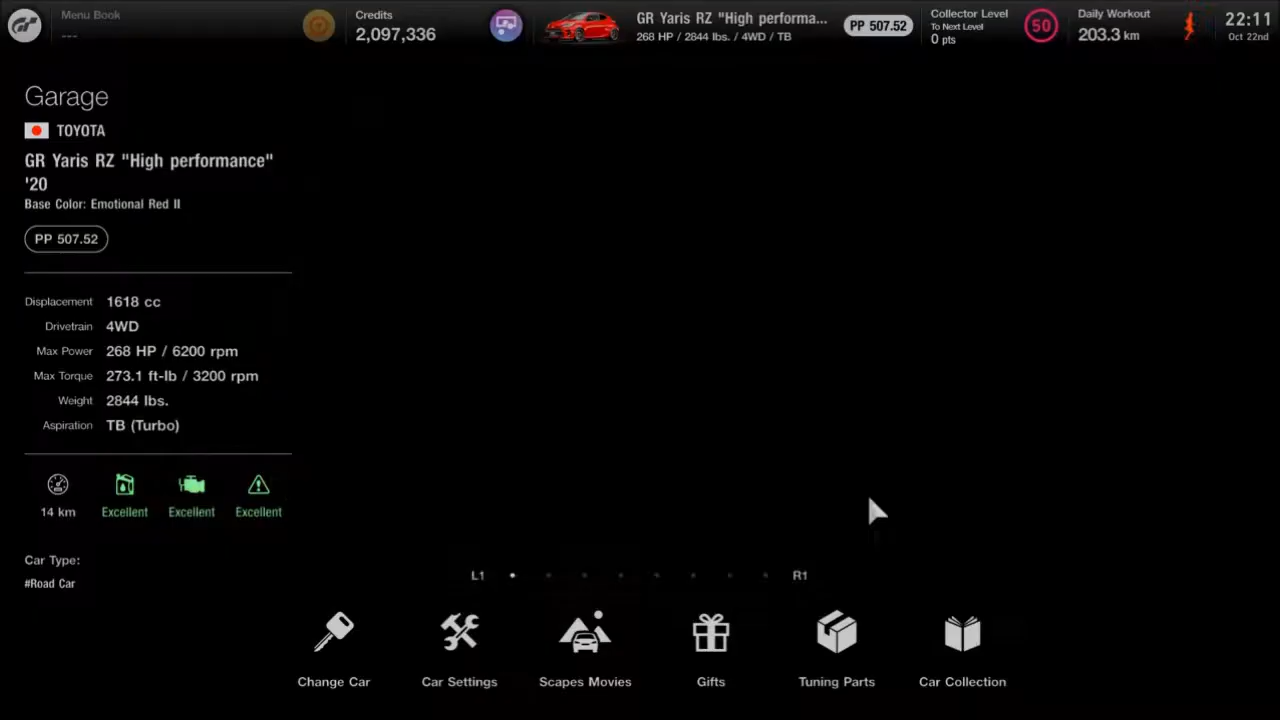 Menu Book
---
Credits
2,097,336
GR Yaris RZ "High performa...
268 HP / 2844 lbs. / 4WD / TB
PP 507.52
Collector Level
To Next Level
0 pts
50
Daily Workout
203.3 km
22:11
Oct 22nd
Garage
TOYOTA
GR Yaris RZ "High performance"
'20
Base Color: Emotional Red II
PP 507.52
Displacement 1618 cc
Drivetrain 4WD
Max Power 268 HP / 6200 rpm
Max Torque 273.1 ft-lb / 3200 rpm
Weight 2844 lbs.
Aspiration TB (Turbo)
14 km Excellent Excellent Excellent
Car Type:
#Road Car
L1 R1
Change Car Car Settings Scapes Movies Gifts Tuning Parts Car Collection